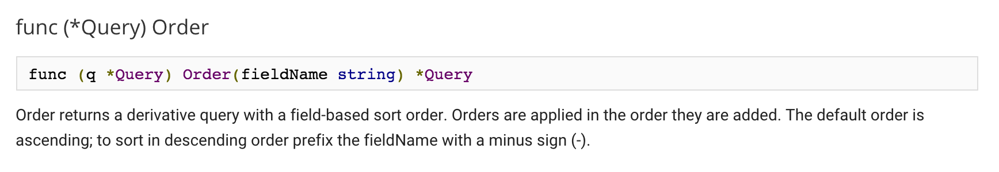 func (*Query) Order
func (q *Query) Order(fieldName string) *Query
Order returns a derivative query with a field-based sort order. Orders are applied in the order they are added. The default order is
ascending; to sort in descending order prefix the fieldName with a minus sign (-).